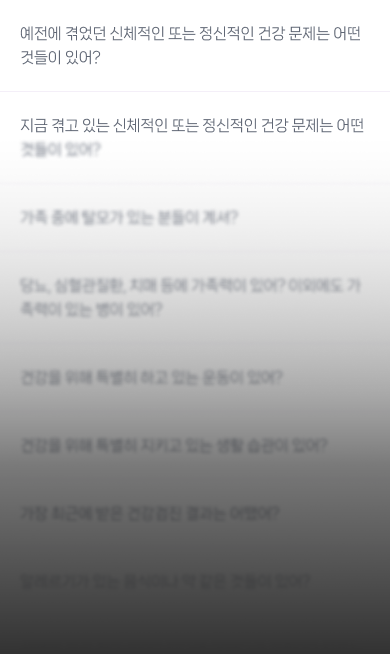 예전에 겪었던 신체적인 또는 정신적인 건강 문제는 어떤
것들이 있어?
지금 겪고 있는 신체적인 또는 정신적인 건강 문제는 어떤
것들이 있어?
가족 중에 탈모가 있는 분들이 계셔?
당뇨, 심혈관질환, 치매 등에 가족력이 있어? 이외에도 가
족력이 있는 병이 있어?
건강을 위해 특별히 하고 있는 운동이 있어?
건강을 위해 특별히 지키고 있는 생활 습관이 있어?
가장 최근에 받은 건강검진 결과는 어땠어?